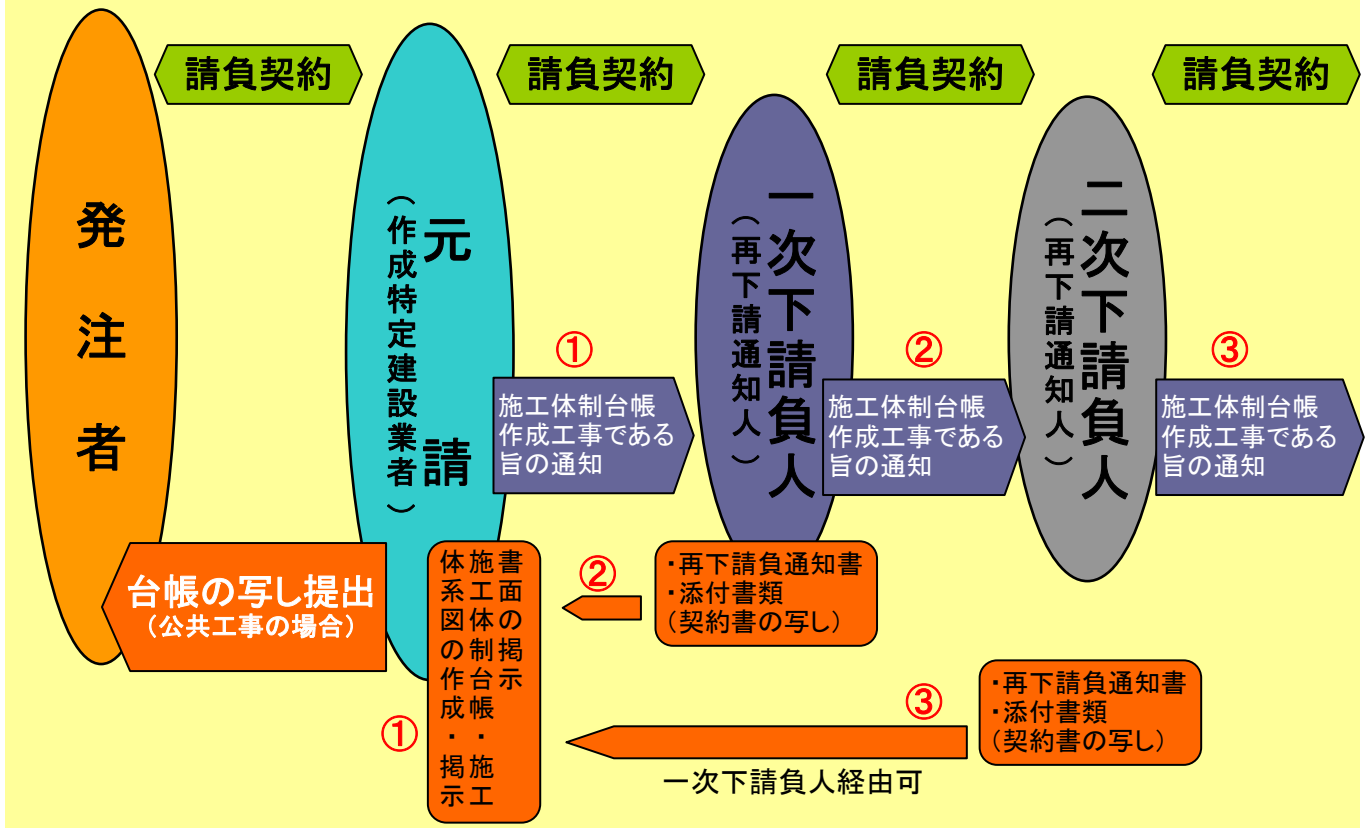 請負契約
請負契約
請負契約
請負契約
発注者
元請
(作成特定建設業者)
一次下請負人
(再下請通知人)
二次下請負人
(再下請通知人)
①
施工体制台帳
作成工事である
旨の通知
②
施工体制台帳
作成工事である
旨の通知
③
施工体制台帳
作成工事である
旨の通知
台帳の写し提出
(公共工事の場合)
①
書面の掲示
施工体制台帳・施工
体系図の作成・掲示
②
・再下請負通知書
・添付書類
(契約書の写し)
③
・再下請負通知書
・添付書類
(契約書の写し)
一次下請負人経由可